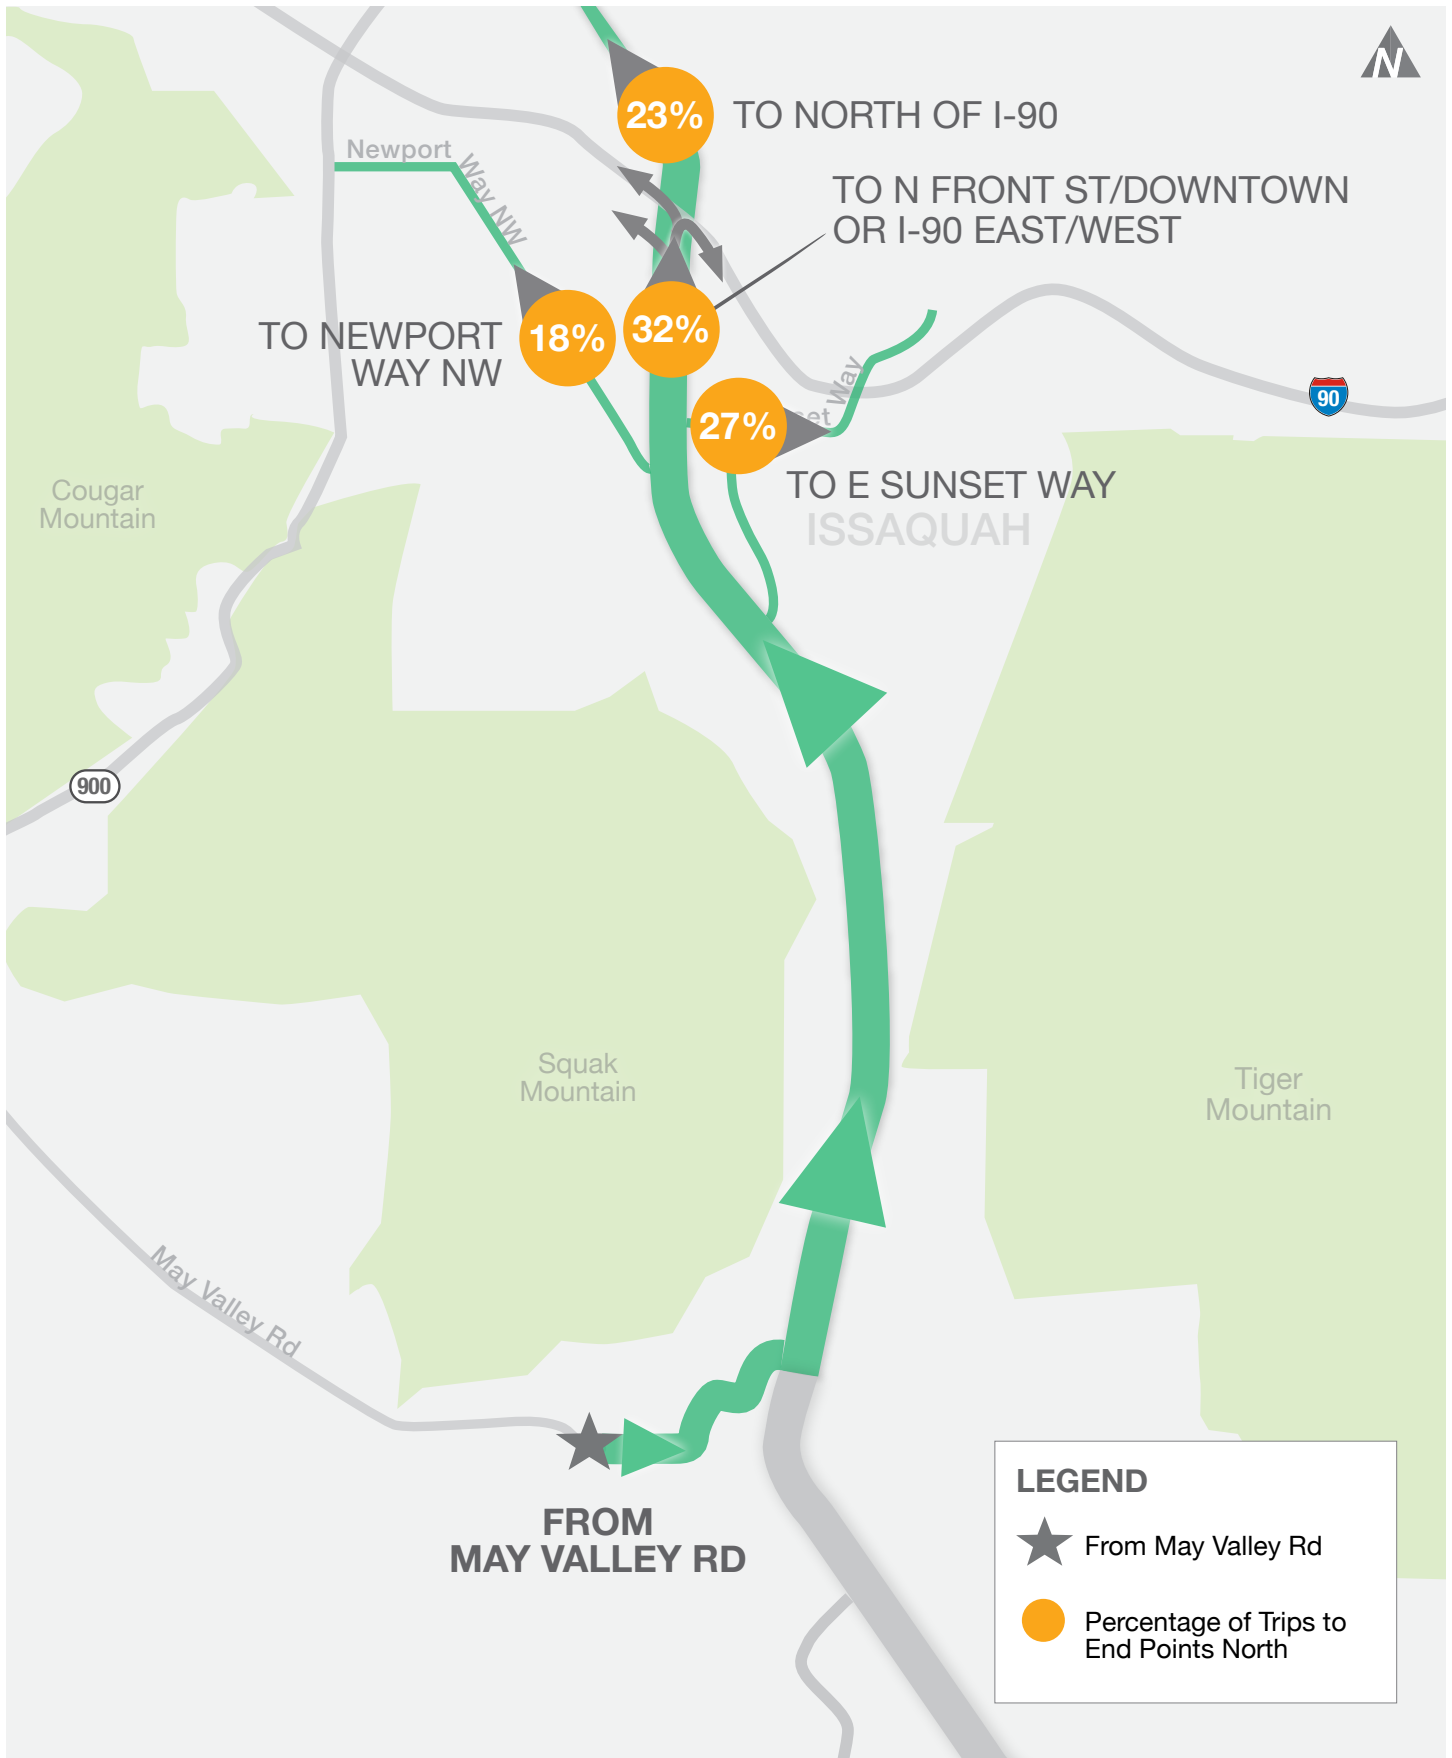 N
23%
TO NORTH OF I-90
Newport
Way NW
TO N FRONT ST/DOWNTOWN
OR I-90 EAST/WEST
TO NEWPORT
WAY NW
18%
32%
90
Way
27%
TO E SUNSET WAY
ISSAQUAH
Cougar
Mountain
900
Squak
Mountain
Tiger
Mountain
May Valley Rd
FROM
MAY VALLEY RD
LEGEND
From May Valley Rd
Percentage of Trips to
End Points North